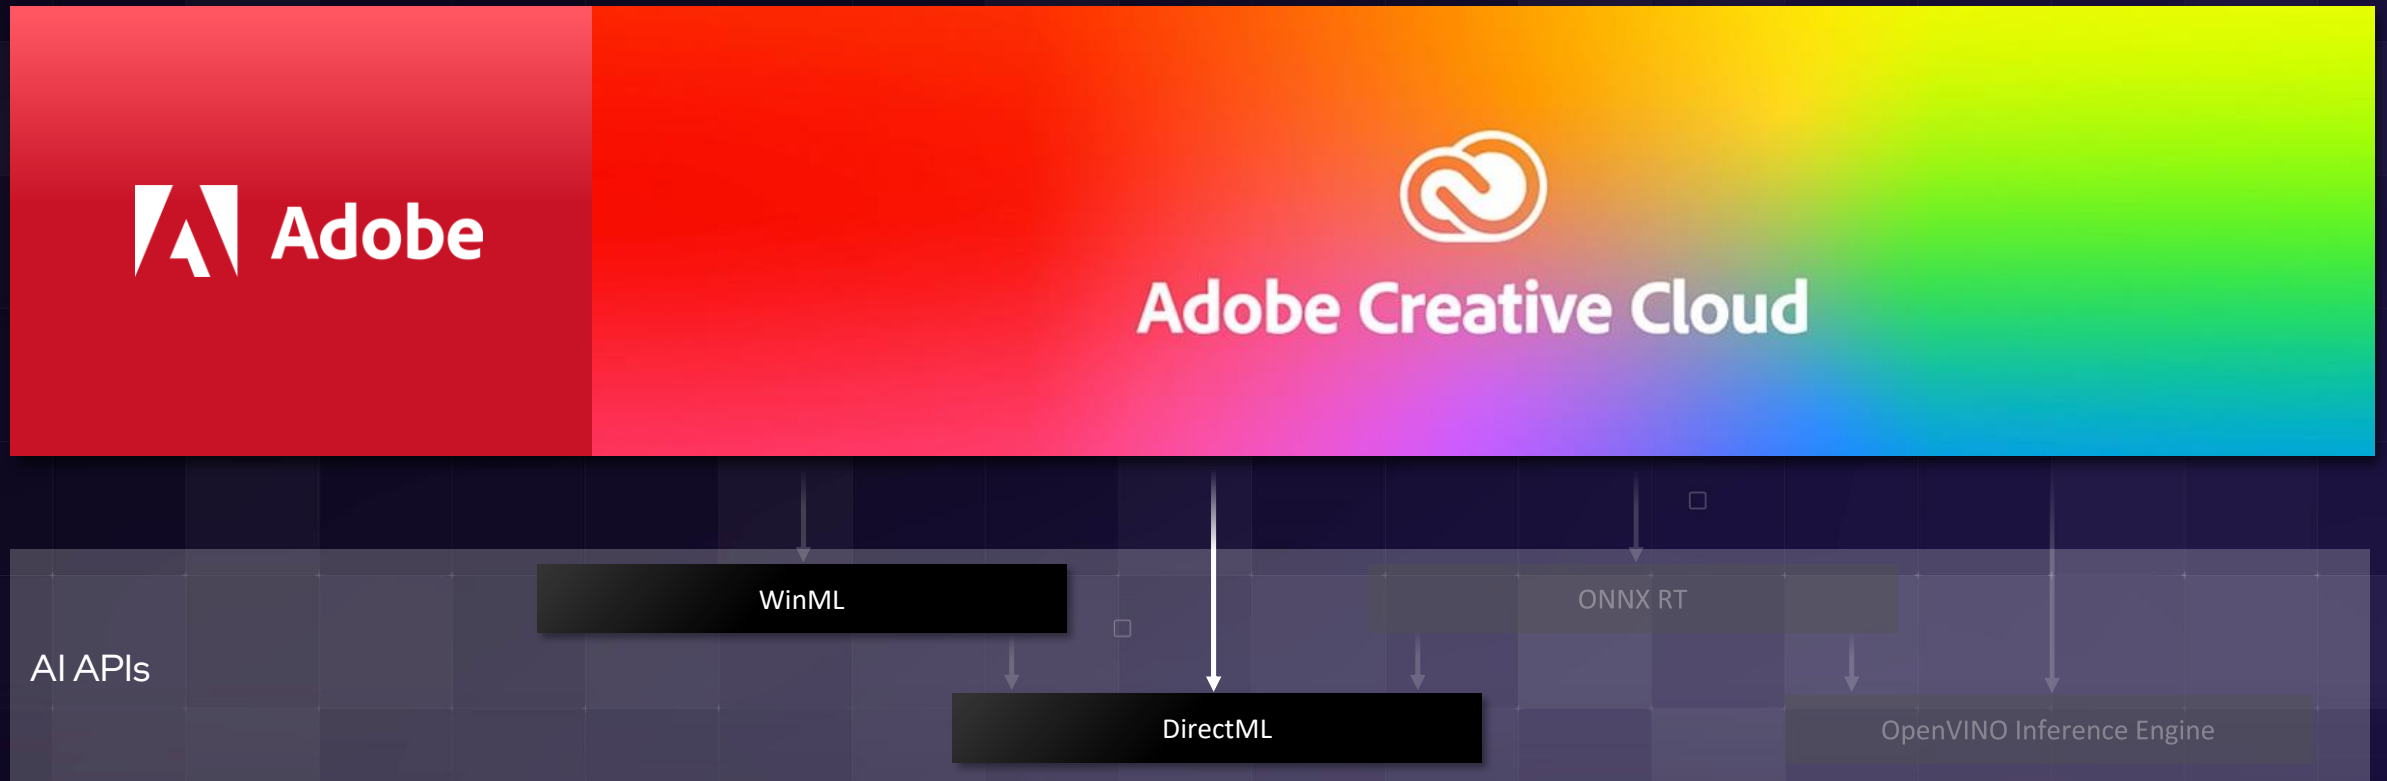 Adobe
Adobe Creative Cloud
WinML
ONNX RT
AI APIs
DirectML
OpenVINO Inference Engine